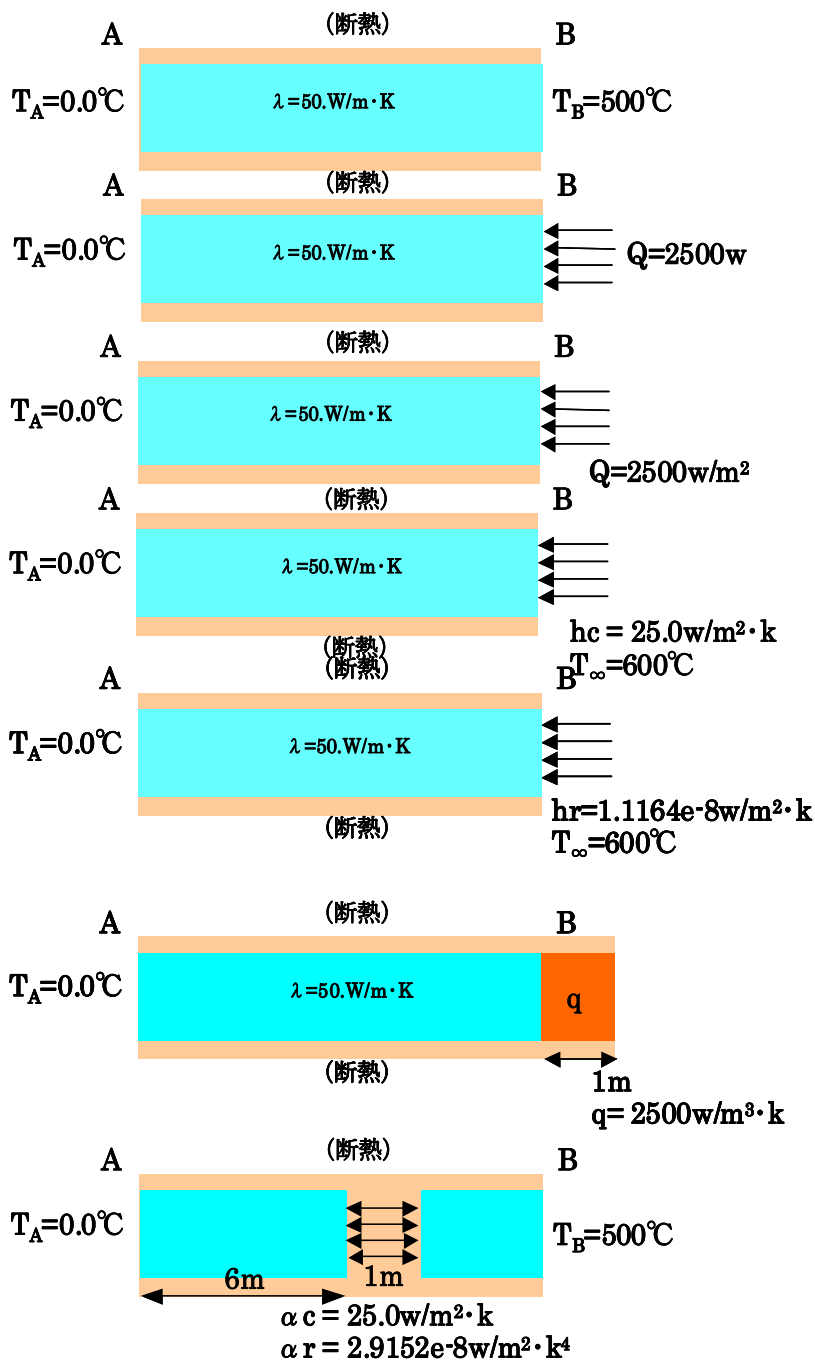 (断熱)
A B
TA=0.0℃ λ=50.W/m・K TB=500℃
(断熱)
A B
TA=0.0℃ λ=50.W/m・K Q=2500w
(断熱)
A B
TA=0.0℃ λ=50.W/m・K
Q=2500w/m²
(断熱)
A B
TA=0.0℃ λ=50.W/m・K
hc = 25.0w/m²・k
(断熱)
T∞=600℃
(断熱)
A B
TA=0.0℃ λ=50.W/m・K
hr=1.1164e-8w/m²・k
(断熱)
T∞=600℃
(断熱)
A B
TA=0.0℃ λ=50.W/m・K q
(断熱)
1m
q= 2500w/m³・k
(断熱)
A B
TA=0.0℃ TB=500℃
6m 1m
αc = 25.0w/m²・k
αr = 2.9152e-8w/m²・k⁴